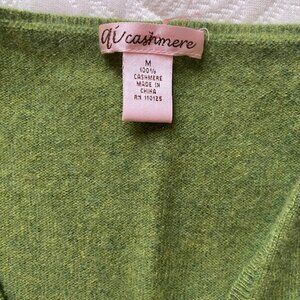 qi cashmere
M
100%
CASHMERE
MADE IN
CHINA
RN 110125